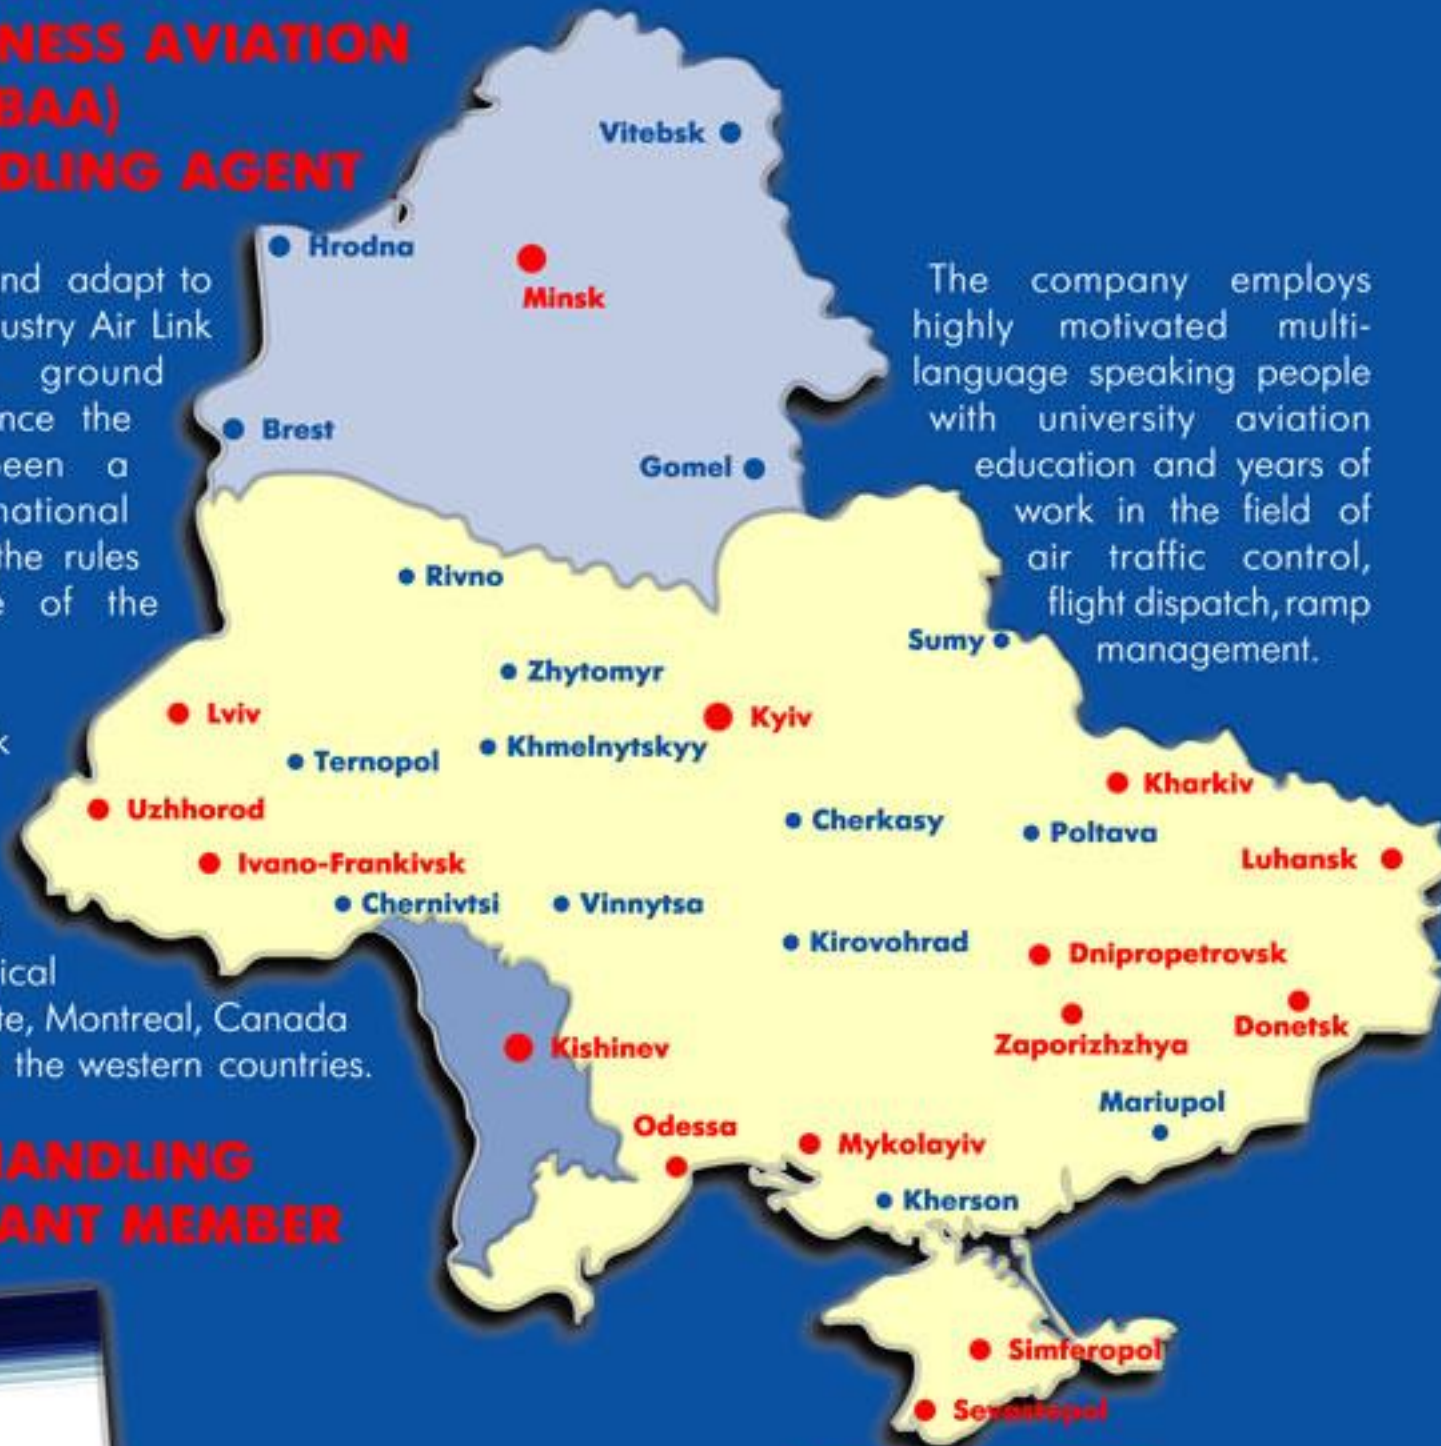 NESS AVIATION
BAA)
DLING AGENT
nd adapt to
ustry Air Link
ground
nce the
een a
national
the rules
e of the
k
ical
te, Montreal, Canada
the western countries.
HANDLING
ANT MEMBER
The company employs
highly motivated multi-
language speaking people
with university aviation
education and years of
work in the field of
air traffic control,
flight dispatch, ramp
management.
Vitebsk
Hrodna
Minsk
Brest
Gomel
Rivno
Sumy
Zhytomyr
Lviv
Kyiv
Khmelnytskyy
Ternopol
Kharkiv
Uzhhorod
Cherkasy
Poltava
Luhansk
Ivano-Frankivsk
Chernivtsi
Vinnytsa
Kirovohrad
Dnipropetrovsk
Donetsk
Zaporizhzhya
Kishinev
Mariupol
Odessa
Mykolayiv
Kherson
Simferopol
Sevastopol